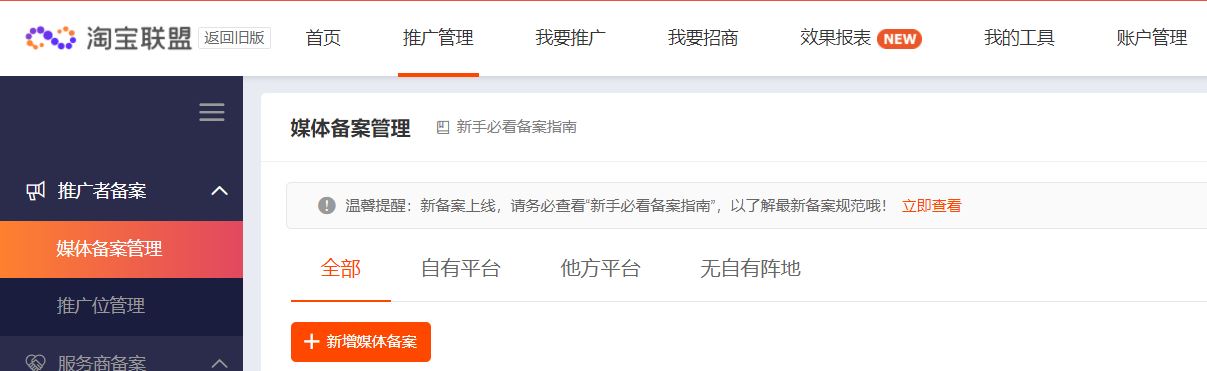 淘宝联盟 返回旧版 首页 推广管理 我要推广 我要招商 效果报表 NEW 我的工具 账户管理
媒体备案管理 新手必看备案指南
推广者备案
温馨提醒：新备案上线，请务必查看“新手必看备案指南”，以了解最新备案规范哦！ 立即查看
媒体备案管理
全部 自有平台 他方平台 无自有阵地
推广位管理
新增媒体备案
服务商备案